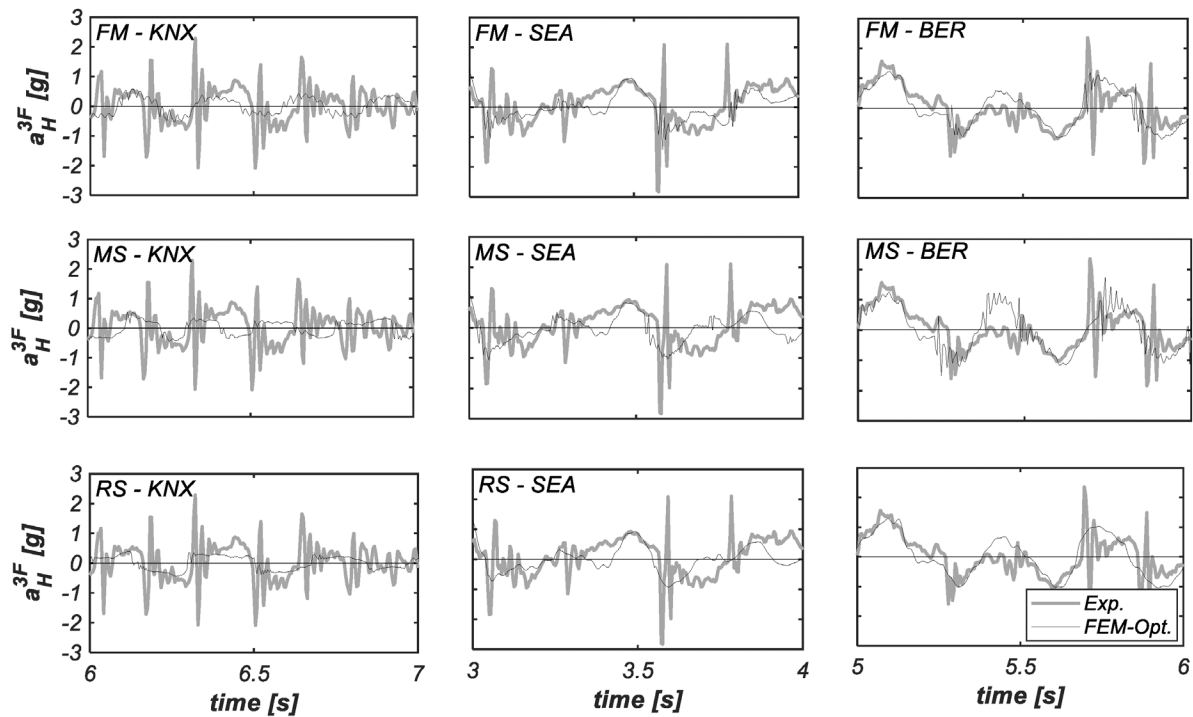 3
2
1
0
-1
-2
-3
a_H^3F [g]
FM - KNX
FM - SEA
FM - BER
3
2
1
0
-1
-2
-3
a_H^3F [g]
MS - KNX
MS - SEA
MS - BER
3
2
1
0
-1
-2
-3
a_H^3F [g]
RS - KNX
RS - SEA
Exp.
FEM-Opt.
6 6.5 7
3 3.5 4
5 5.5 6
time [s]
time [s]
time [s]